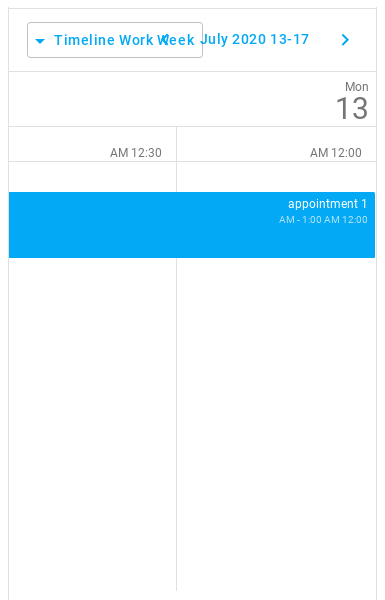 Timeline Work Week
July 2020 13-17
Mon
13
AM 12:30
AM 12:00
appointment 1
AM - 1:00 AM 12:00